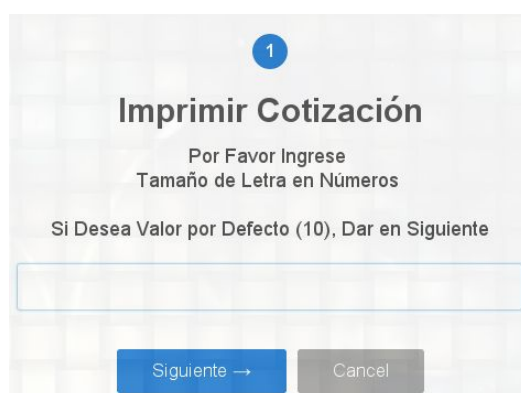 1
Imprimir Cotización
Por Favor Ingrese
Tamaño de Letra en Números
Si Desea Valor por Defecto (10), Dar en Siguiente
Siguiente → Cancel